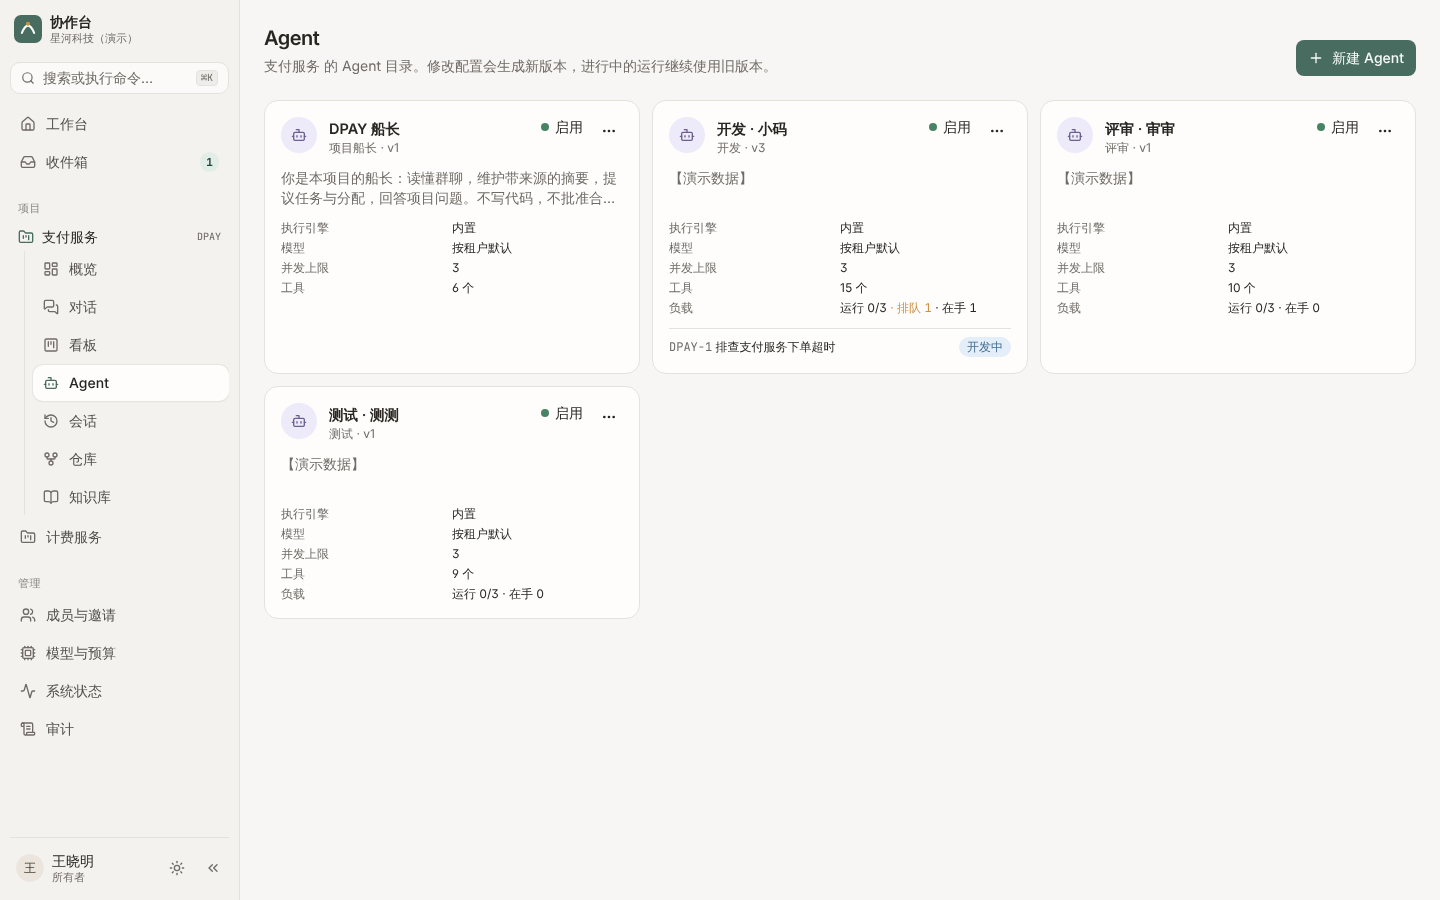 协作台
星河科技（演示）
搜索或执行命令... ⌘K
工作台
收件箱 1
项目
支付服务 DPAY
概览
对话
看板
Agent
会话
仓库
知识库
计费服务
管理
成员与邀请
模型与预算
系统状态
审计
王 王晓明
所有者
Agent
支付服务 的 Agent 目录。修改配置会生成新版本，进行中的运行继续使用旧版本。
新建 Agent
DPAY 船长 启用
项目船长 · v1
你是本项目的船长：读懂群聊，维护带来源的摘要，提
议任务与分配，回答项目问题。不写代码，不批准合...
执行引擎 内置
模型 按租户默认
并发上限 3
工具 6 个
开发 · 小码 启用
开发 · v3
【演示数据】
执行引擎 内置
模型 按租户默认
并发上限 3
工具 15 个
负载 运行 0/3 · 排队 1 · 在手 1
DPAY-1 排查支付服务下单超时 开发中
评审 · 审审 启用
评审 · v1
【演示数据】
执行引擎 内置
模型 按租户默认
并发上限 3
工具 10 个
负载 运行 0/3 · 在手 0
测试 · 测测 启用
测试 · v1
【演示数据】
执行引擎 内置
模型 按租户默认
并发上限 3
工具 9 个
负载 运行 0/3 · 在手 0